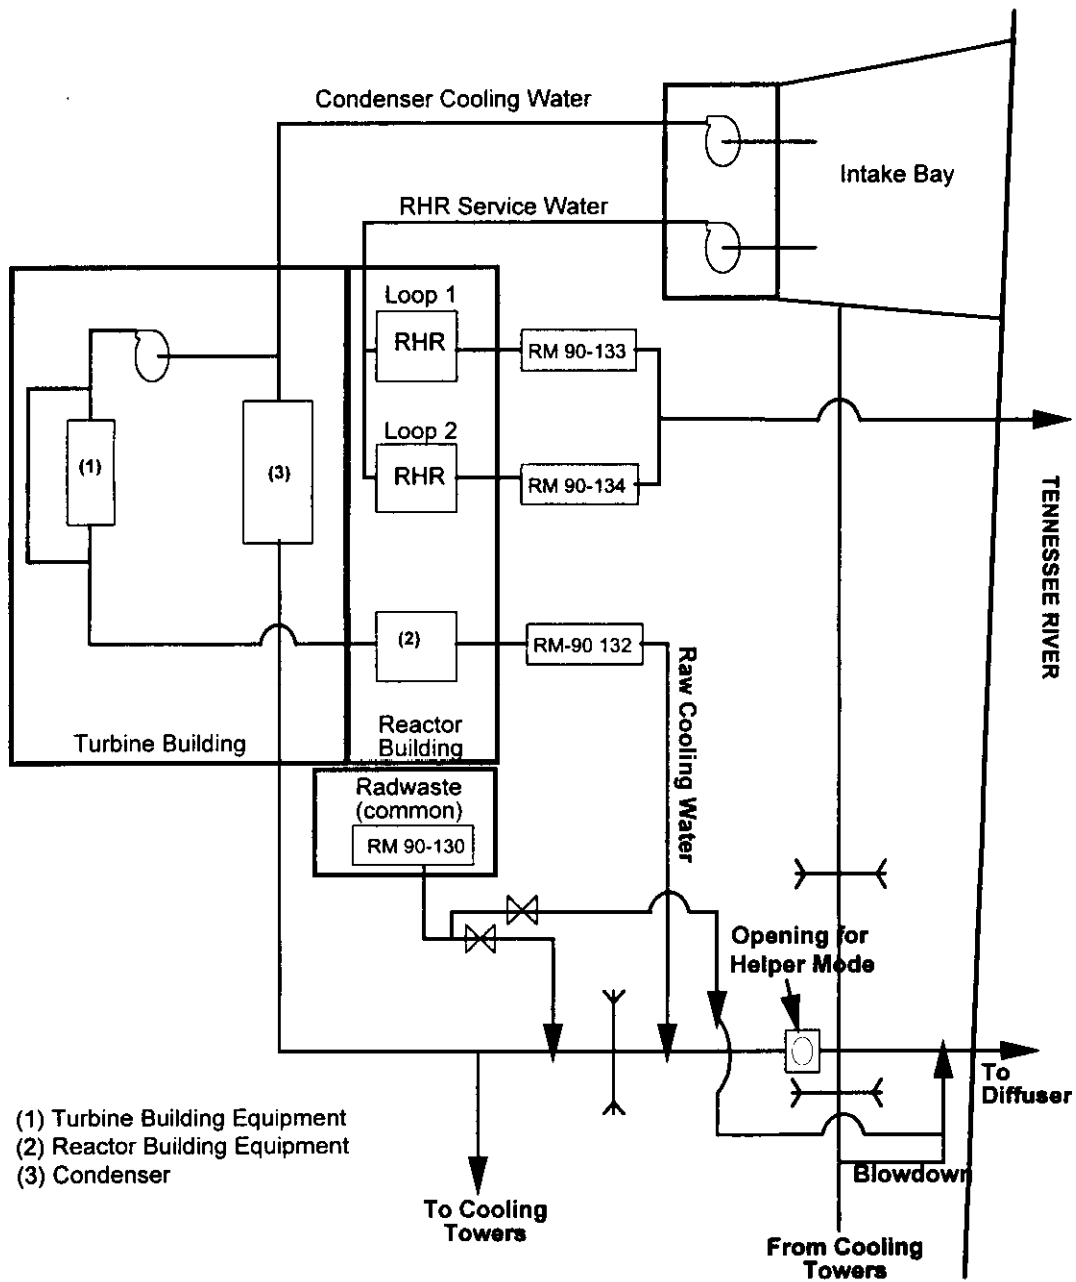 Condenser Cooling Water
Intake Bay
RHR Service Water
Loop 1
RHR
RM 90-133
Loop 2
(1)
(3)
RHR
RM 90-134
TENNESSEE RIVER
(2)
RM-90 132
Raw Cooling Water
Turbine Building
Reactor
Building
Radwaste
(common)
RM 90-130
Opening for
Helper Mode
To
Diffuser
(1) Turbine Building Equipment
(2) Reactor Building Equipment
(3) Condenser
Blowdown
To Cooling
Towers
From Cooling
Towers